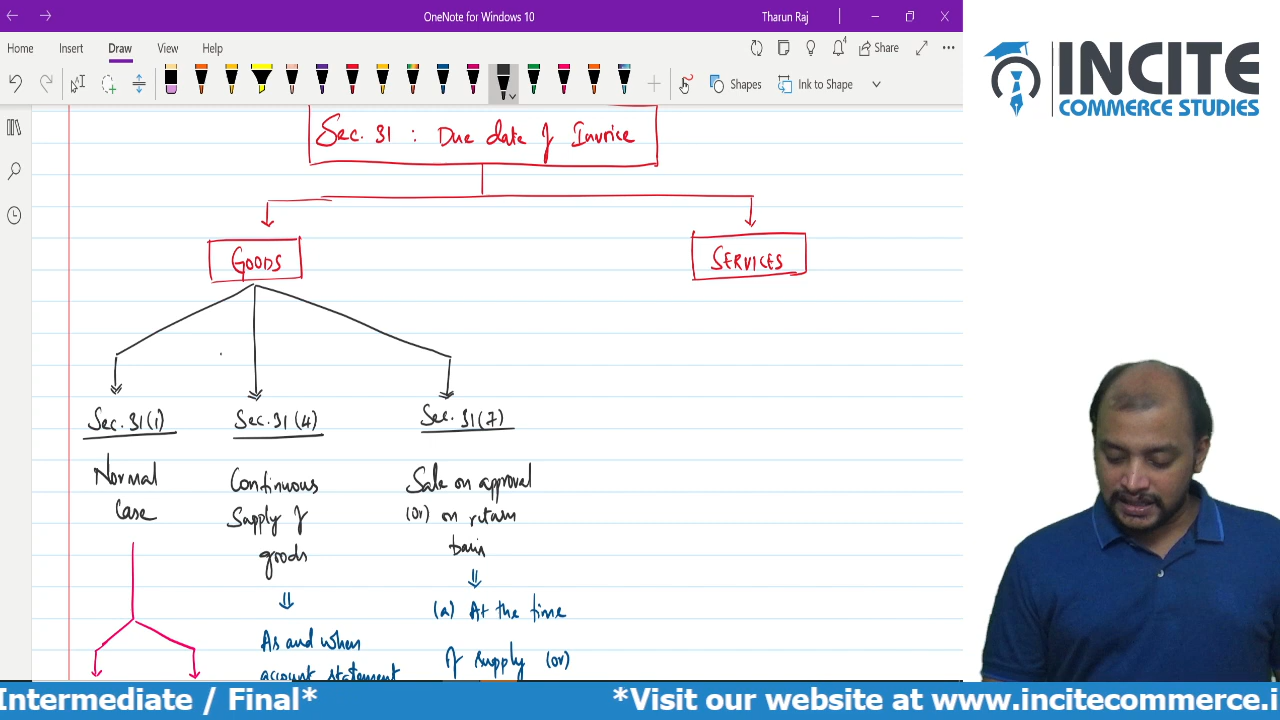 OneNote for Windows 10
Tharun Raj
Home Insert Draw View Help
4
Share
Shapes
Ink to Shape
INCITE
COMMERCE STUDIES
Sec. 31 : Due date of Invoice
GOODS
SERVICES
Sec. 31(1)
Normal
Case
Sec. 31(4)
Continuous
Supply of
goods
As and when
account statement
Sec. 31(7)
Sale on approval
(or) on return
basis
(a) At the time
of supply (or)
Intermediate / Final* *Visit our website at www.incitecommerce.i